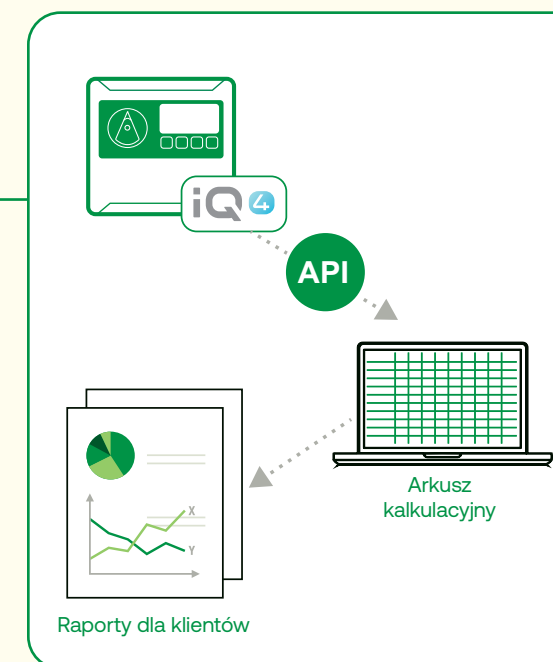 iQ4
API
Arkusz
kalkulacyjny
X
Y
Raporty dla klientów